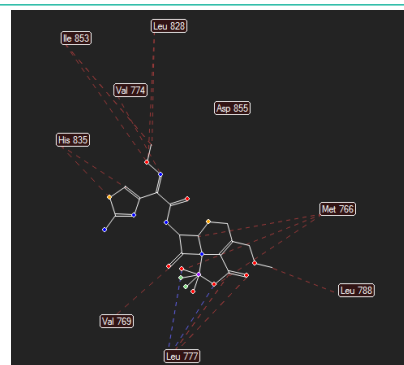 Leu 828
Ile 853
Val 774
Asp 855
His 835
Met 766
Leu 788
Val 769
Leu 777